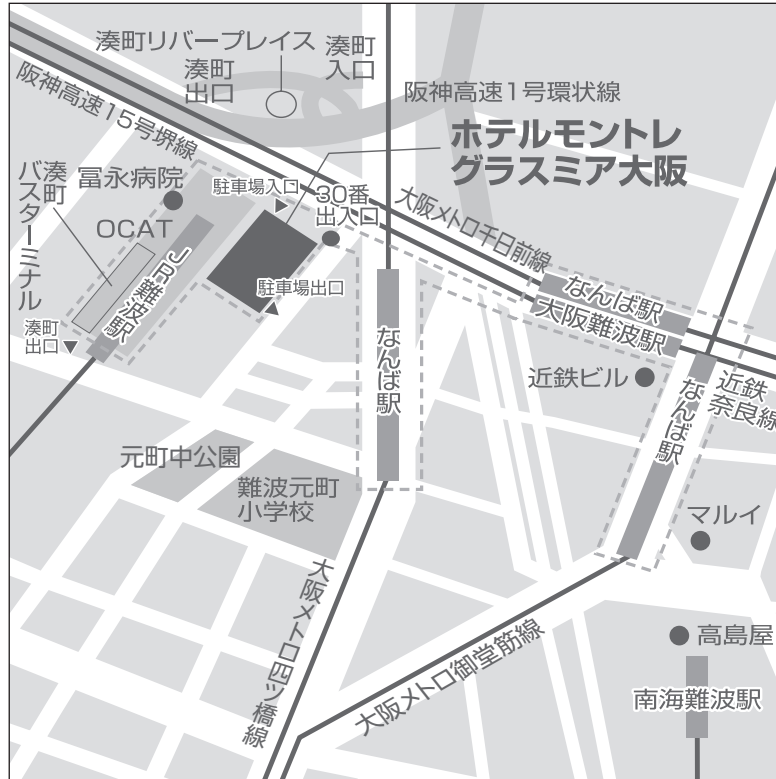 湊町リバープレイス
湊町
入口
湊町
出口
阪神高速1号環状線
阪神高速15号堺線
ホテルモントレ
グラスミア大阪
湊町
バスターミナル
冨永病院
駐車場入口
30番
出入口
大阪メトロ千日前線
OCAT
JR難波駅
駐車場出口
なんば駅
大阪難波駅
湊町
出口
なんば駅
近鉄ビル
なんば駅
近鉄
奈良線
元町中公園
難波元町
小学校
マルイ
大阪メトロ四ツ橋線
大阪メトロ御堂筋線
高島屋
南海難波駅